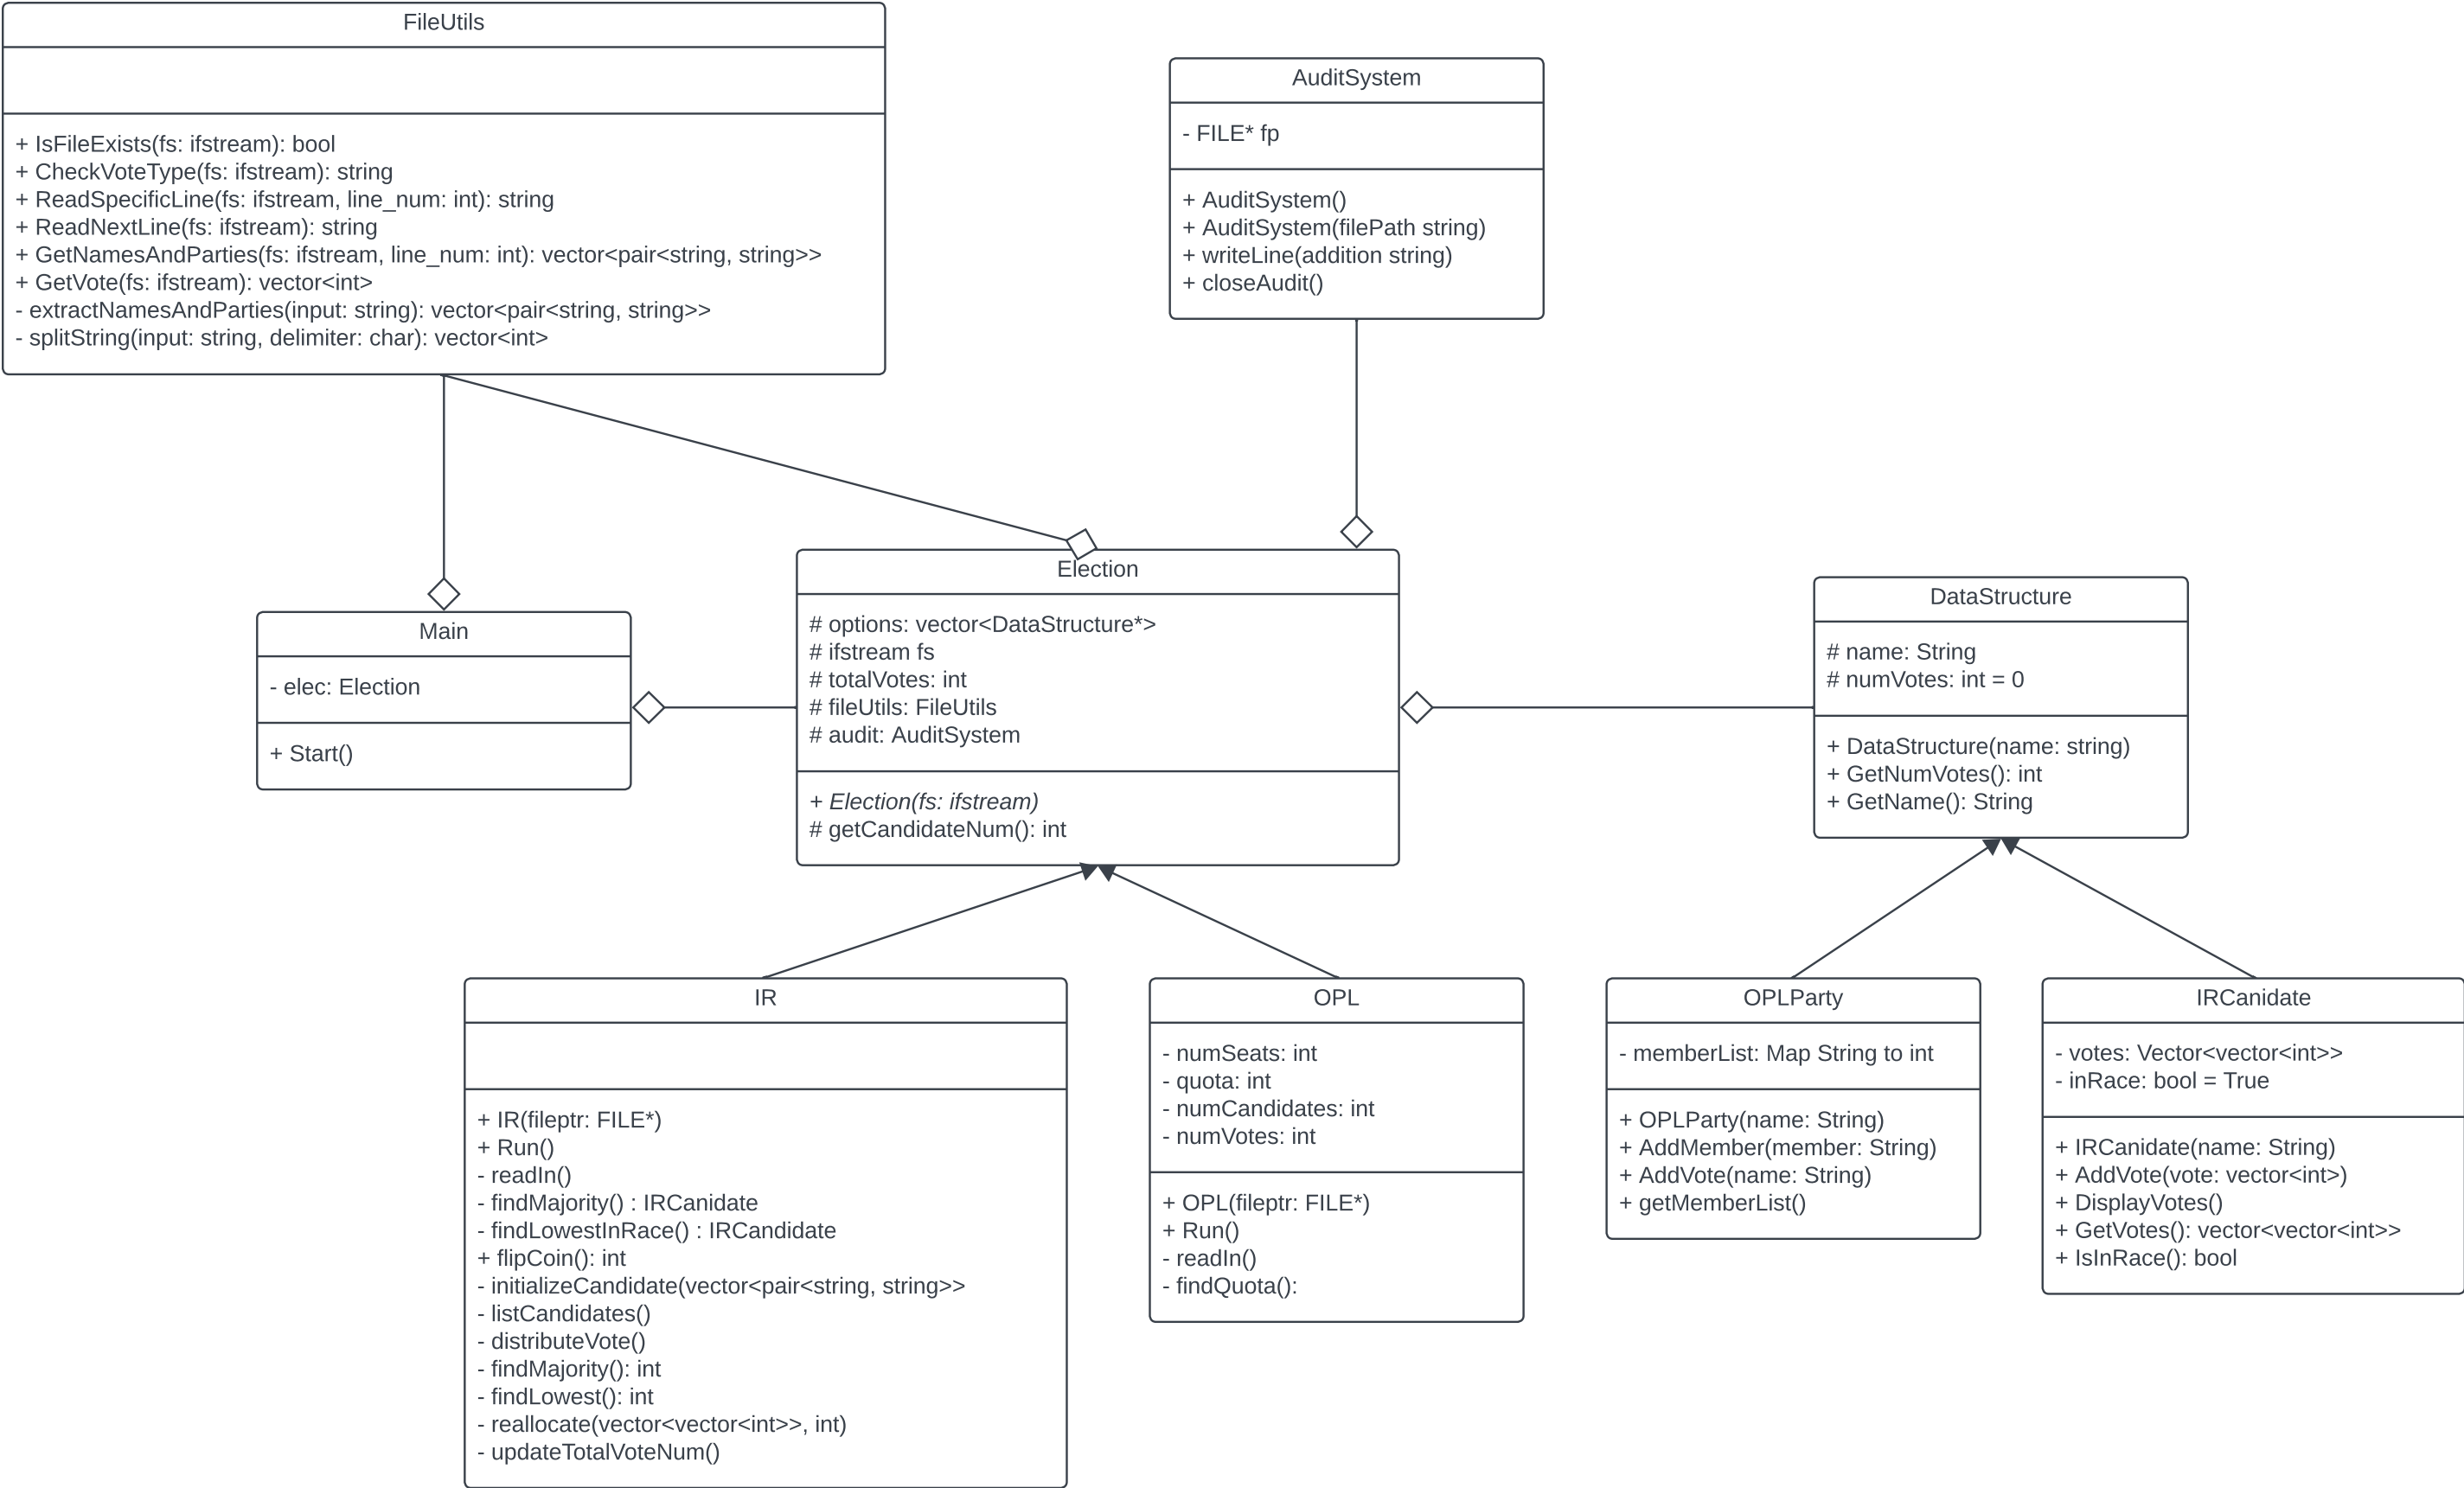 FileUtils
+ IsFileExists(fs: ifstream): bool
+ CheckVoteType(fs: ifstream): string
+ ReadSpecificLine(fs: ifstream, line_num: int): string
+ ReadNextLine(fs: ifstream): string
+ GetNamesAndParties(fs: ifstream, line_num: int): vector<pair<string, string>>
+ GetVote(fs: ifstream): vector<int>
- extractNamesAndParties(input: string): vector<pair<string, string>>
- splitString(input: string, delimiter: char): vector<int>
AuditSystem
- FILE* fp
+ AuditSystem()
+ AuditSystem(filePath string)
+ writeLine(addition string)
+ closeAudit()
Main
- elec: Election
+ Start()
Election
# options: vector<DataStructure*>
# ifstream fs
# totalVotes: int
# fileUtils: FileUtils
# audit: AuditSystem
+ Election(fs: ifstream)
# getCandidateNum(): int
DataStructure
# name: String
# numVotes: int = 0
+ DataStructure(name: string)
+ GetNumVotes(): int
+ GetName(): String
IR
+ IR(fileptr: FILE*)
+ Run()
- readIn()
- findMajority() : IRCanidate
- findLowestInRace() : IRCandidate
+ flipCoin(): int
- initializeCandidate(vector<pair<string, string>>
- listCandidates()
- distributeVote()
- findMajority(): int
- findLowest(): int
- reallocate(vector<vector<int>>, int)
- updateTotalVoteNum()
OPL
- numSeats: int
- quota: int
- numCandidates: int
- numVotes: int
+ OPL(fileptr: FILE*)
+ Run()
- readIn()
- findQuota():
OPLParty
- memberList: Map String to int
+ OPLParty(name: String)
+ AddMember(member: String)
+ AddVote(name: String)
+ getMemberList()
IRCanidate
- votes: Vector<vector<int>>
- inRace: bool = True
+ IRCanidate(name: String)
+ AddVote(vote: vector<int>)
+ DisplayVotes()
+ GetVotes(): vector<vector<int>>
+ IsInRace(): bool